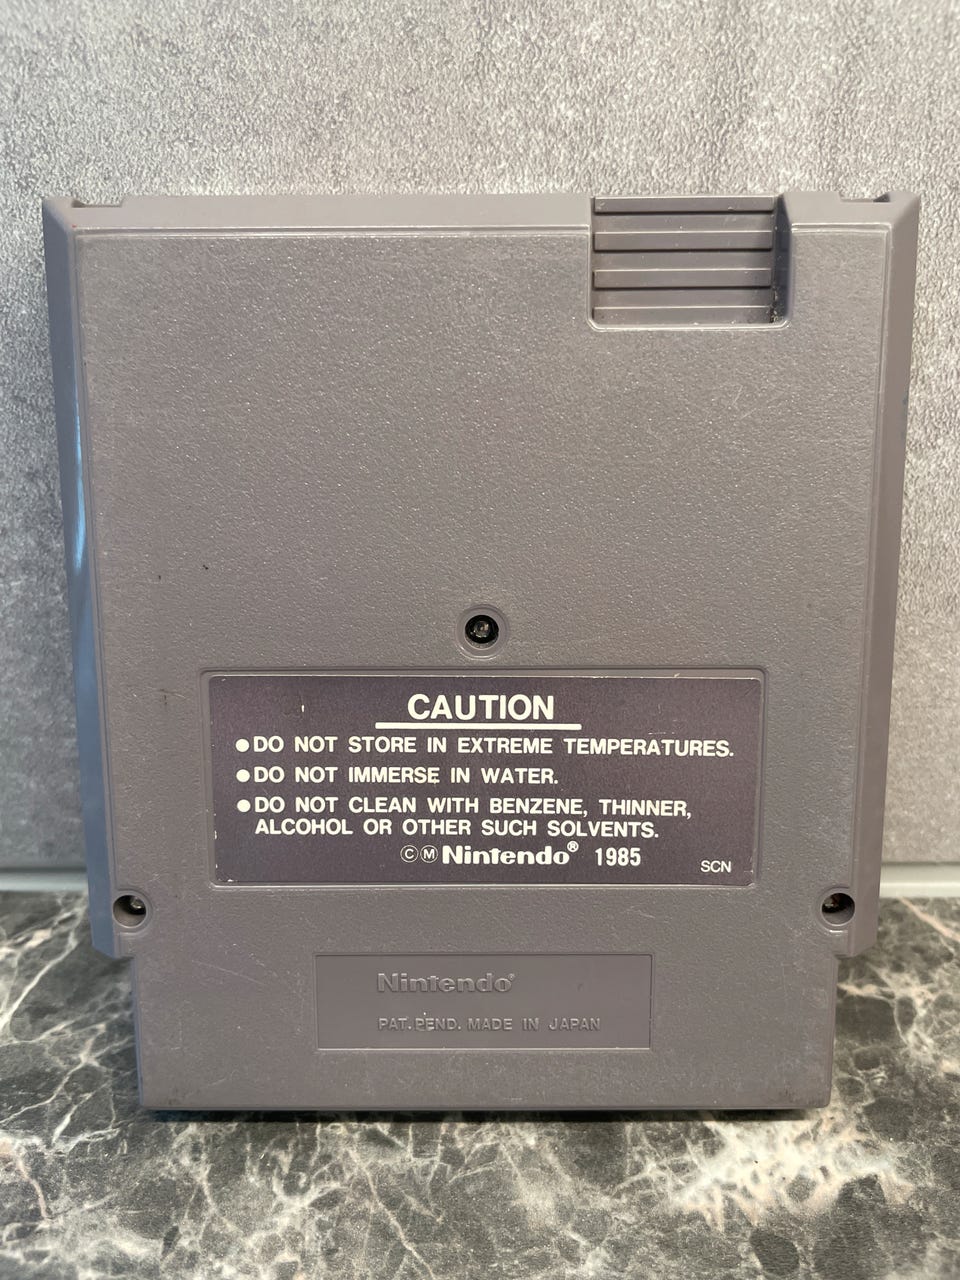 CAUTION
●DO NOT STORE IN EXTREME TEMPERATURES.
●DO NOT IMMERSE IN WATER.
●DO NOT CLEAN WITH BENZENE, THINNER,
ALCOHOL OR OTHER SUCH SOLVENTS.
ⒸⓂNintendo® 1985
SCN
Nintendo®
PAT. PEND. MADE IN JAPAN